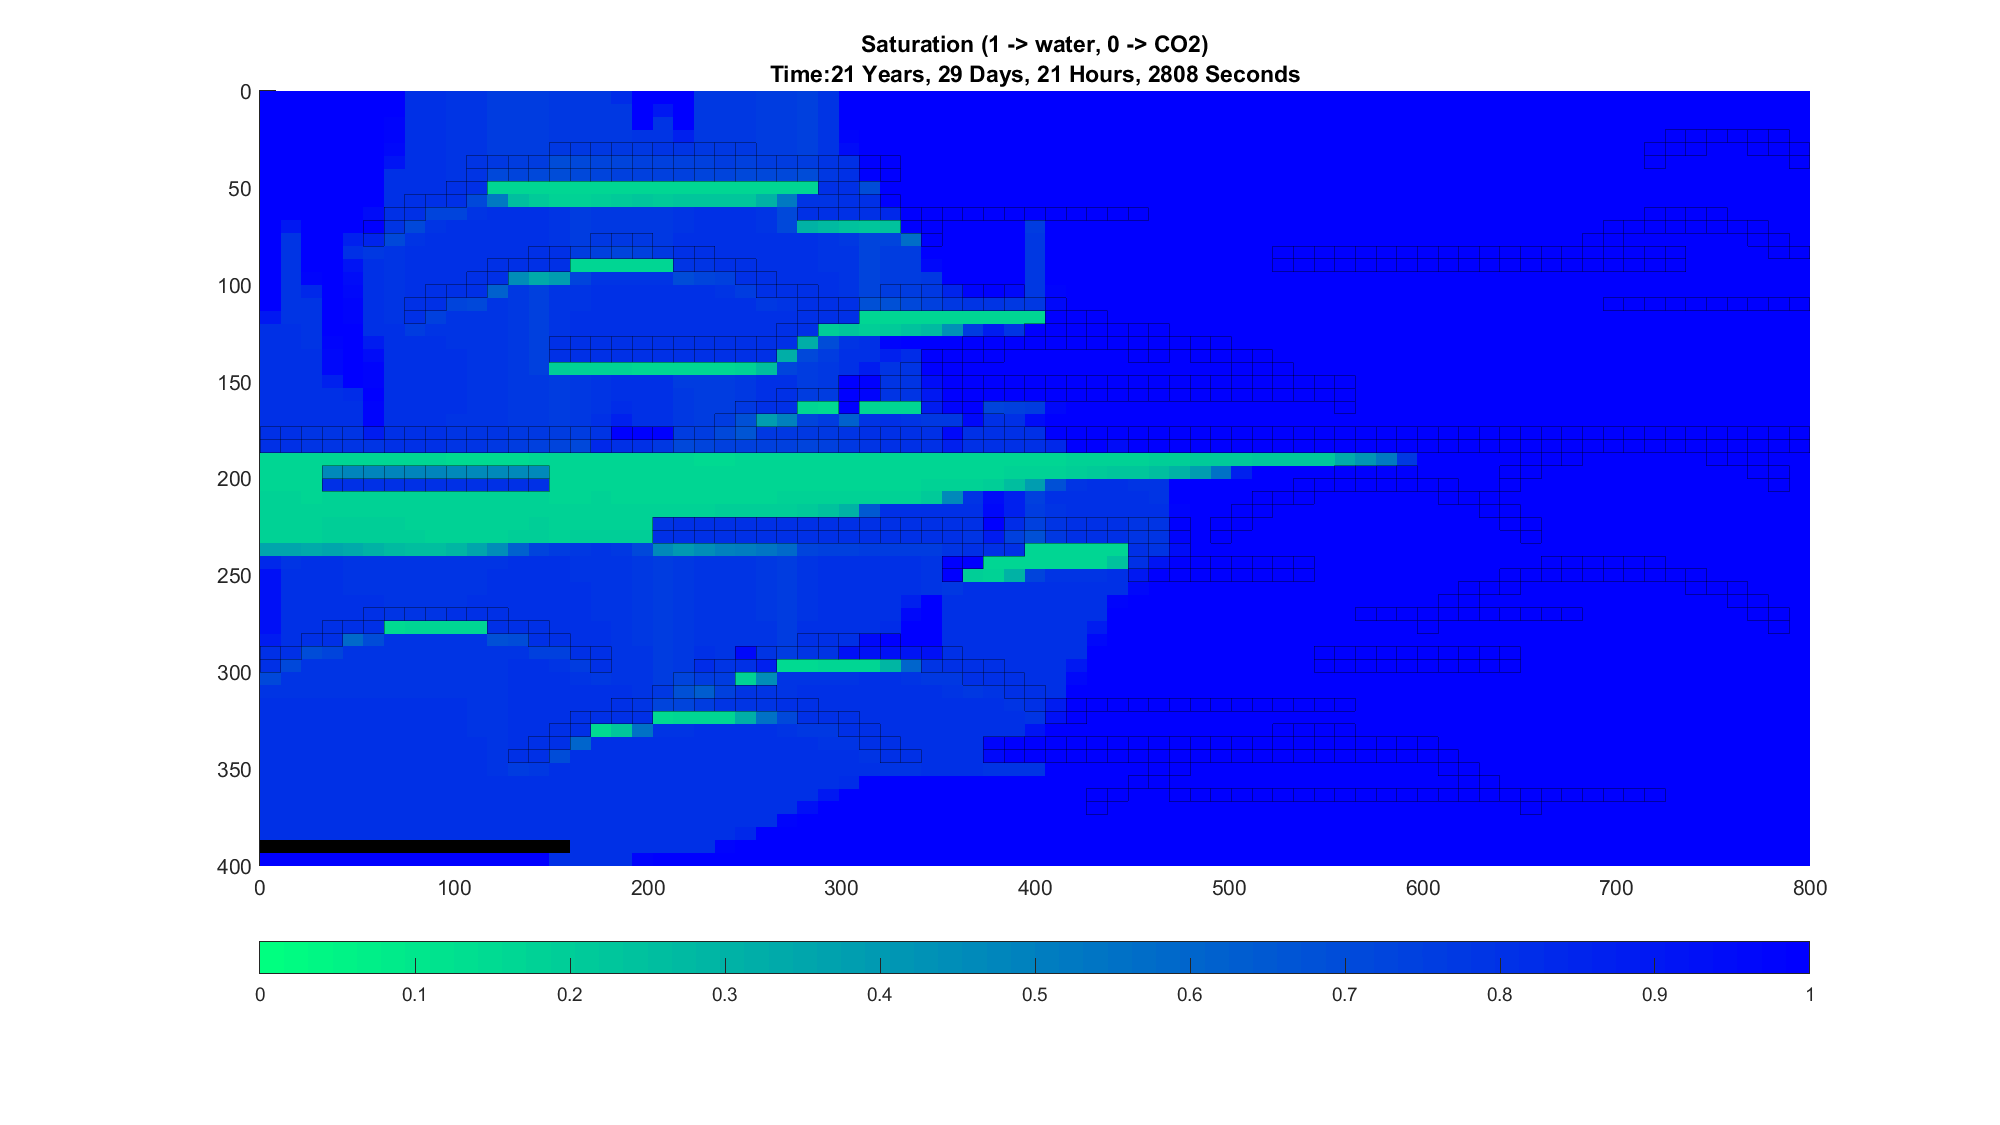 Saturation (1 -> water, 0 -> CO2)
Time:21 Years, 29 Days, 21 Hours, 2808 Seconds
0
50
100
150
200
250
300
350
400
0 100 200 300 400 500 600 700 800
0 0.1 0.2 0.3 0.4 0.5 0.6 0.7 0.8 0.9 1